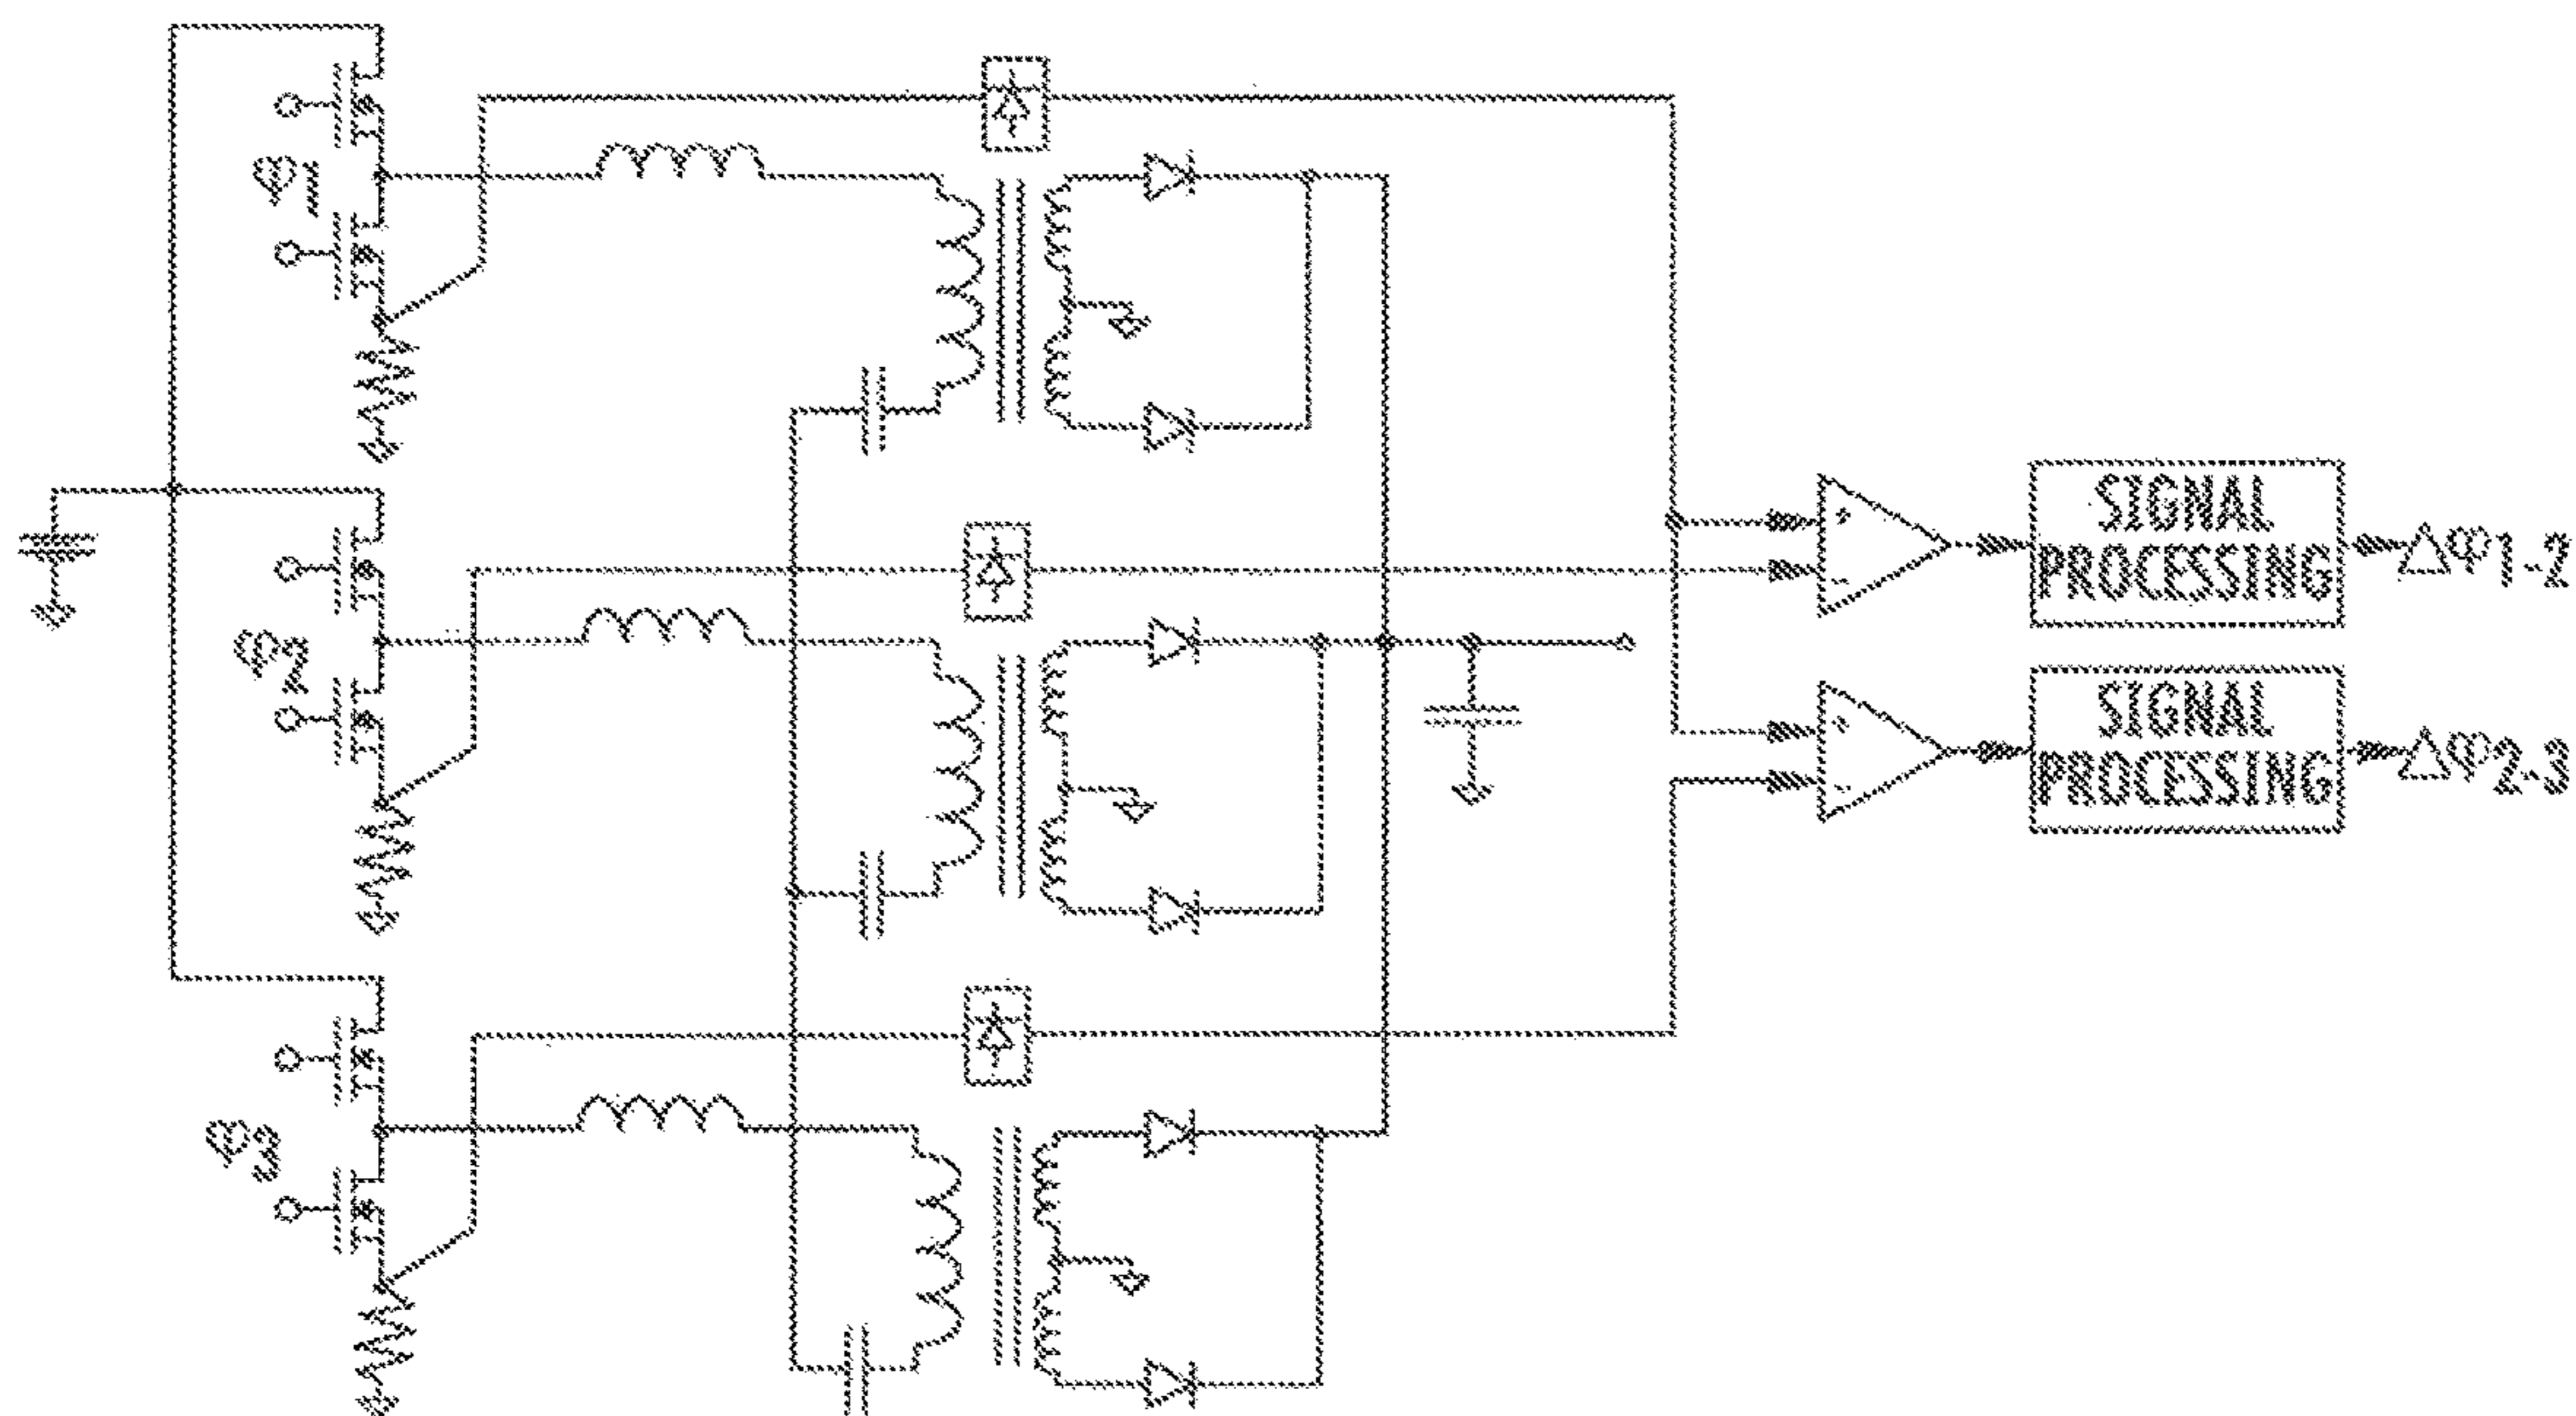 φ1
φ2
φ3
+
-
SIGNAL
PROCESSING
Δφ1-2
+
-
SIGNAL
PROCESSING
Δφ2-3